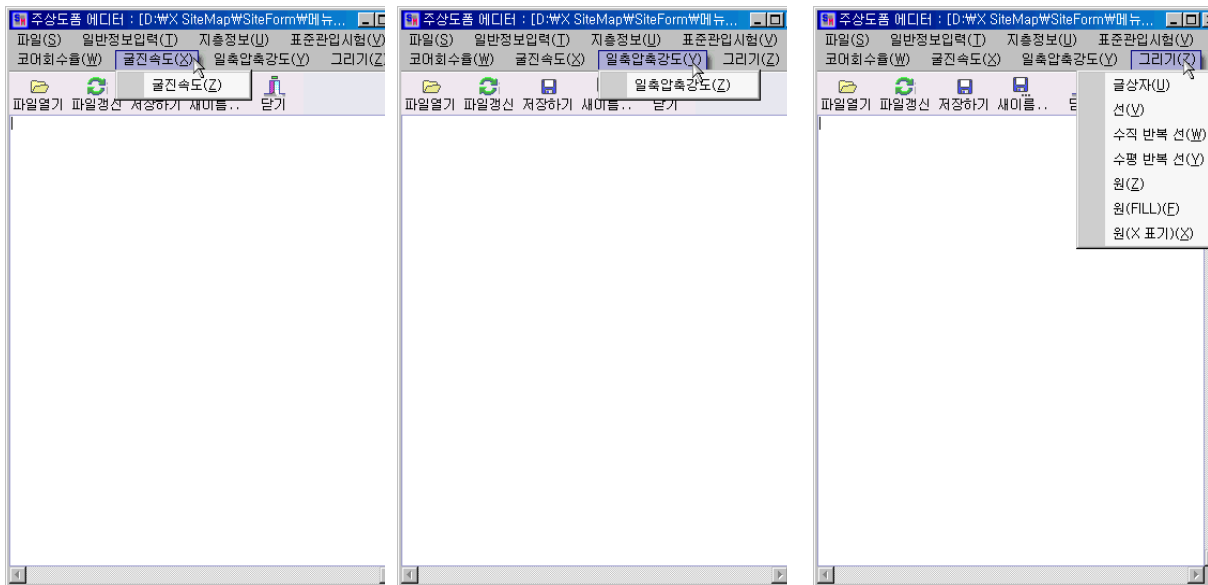 주상도폼 에디터 : [D:₩X SiteMap₩SiteForm₩메뉴...
파일(S) 일반정보입력(T) 지층정보(U) 표준관입시험(V)
코어회수율(W) 굴진속도(X) 일축압축강도(Y) 그리기(Z
굴진속도(Z)
파일열기 파일갱신 저장하기 새이름.. 닫기
주상도폼 에디터 : [D:₩X SiteMap₩SiteForm₩메뉴...
파일(S) 일반정보입력(T) 지층정보(U) 표준관입시험(V)
코어회수율(W) 굴진속도(X) 일축압축강도(Y) 그리기(Z)
일축압축강도(Z)
파일열기 파일갱신 저장하기 새이름.. 닫기
주상도폼 에디터 : [D:₩X SiteMap₩SiteForm₩메뉴...
파일(S) 일반정보입력(T) 지층정보(U) 표준관입시험(V)
코어회수율(W) 굴진속도(X) 일축압축강도(Y) 그리기(Z)
파일열기 파일갱신 저장하기 새이름..
글상자(U)
선(V)
수직 반복 선(W)
수평 반복 선(Y)
원(Z)
원(FILL)(F)
원(X 표기)(X)